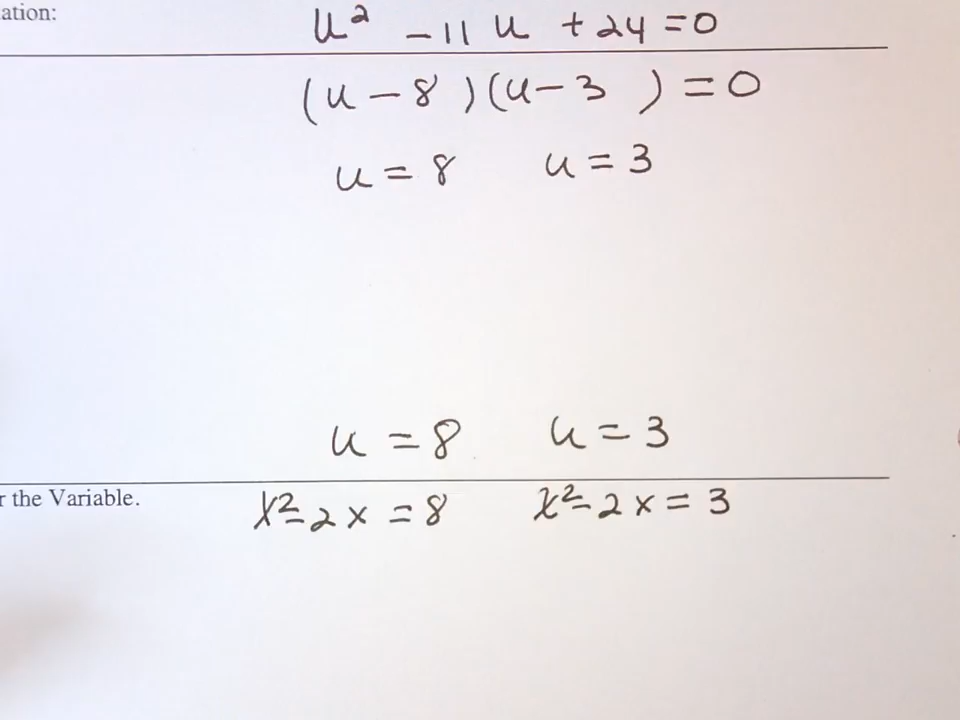 ation: u² - 11 u + 24 = 0
(u - 8 ) (u - 3 ) = 0
u = 8 u = 3
u = 8 u = 3
r the Variable. x² - 2x = 8 x² - 2x = 3